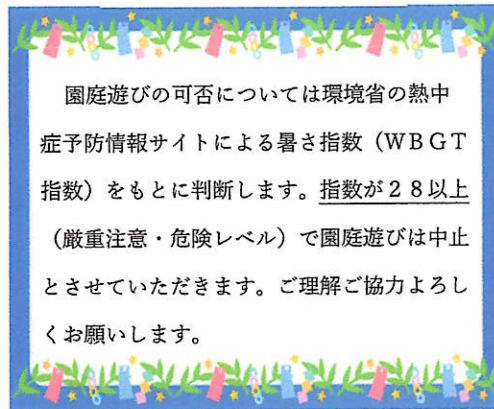 園庭遊びの可否については環境省の熱中
症予防情報サイトによる暑さ指数（ＷＢＧＴ
指数）をもとに判断します。指数が２８以上
（厳重注意・危険レベル）で園庭遊びは中止
とさせていただきます。ご理解ご協力よろし
くお願いします。